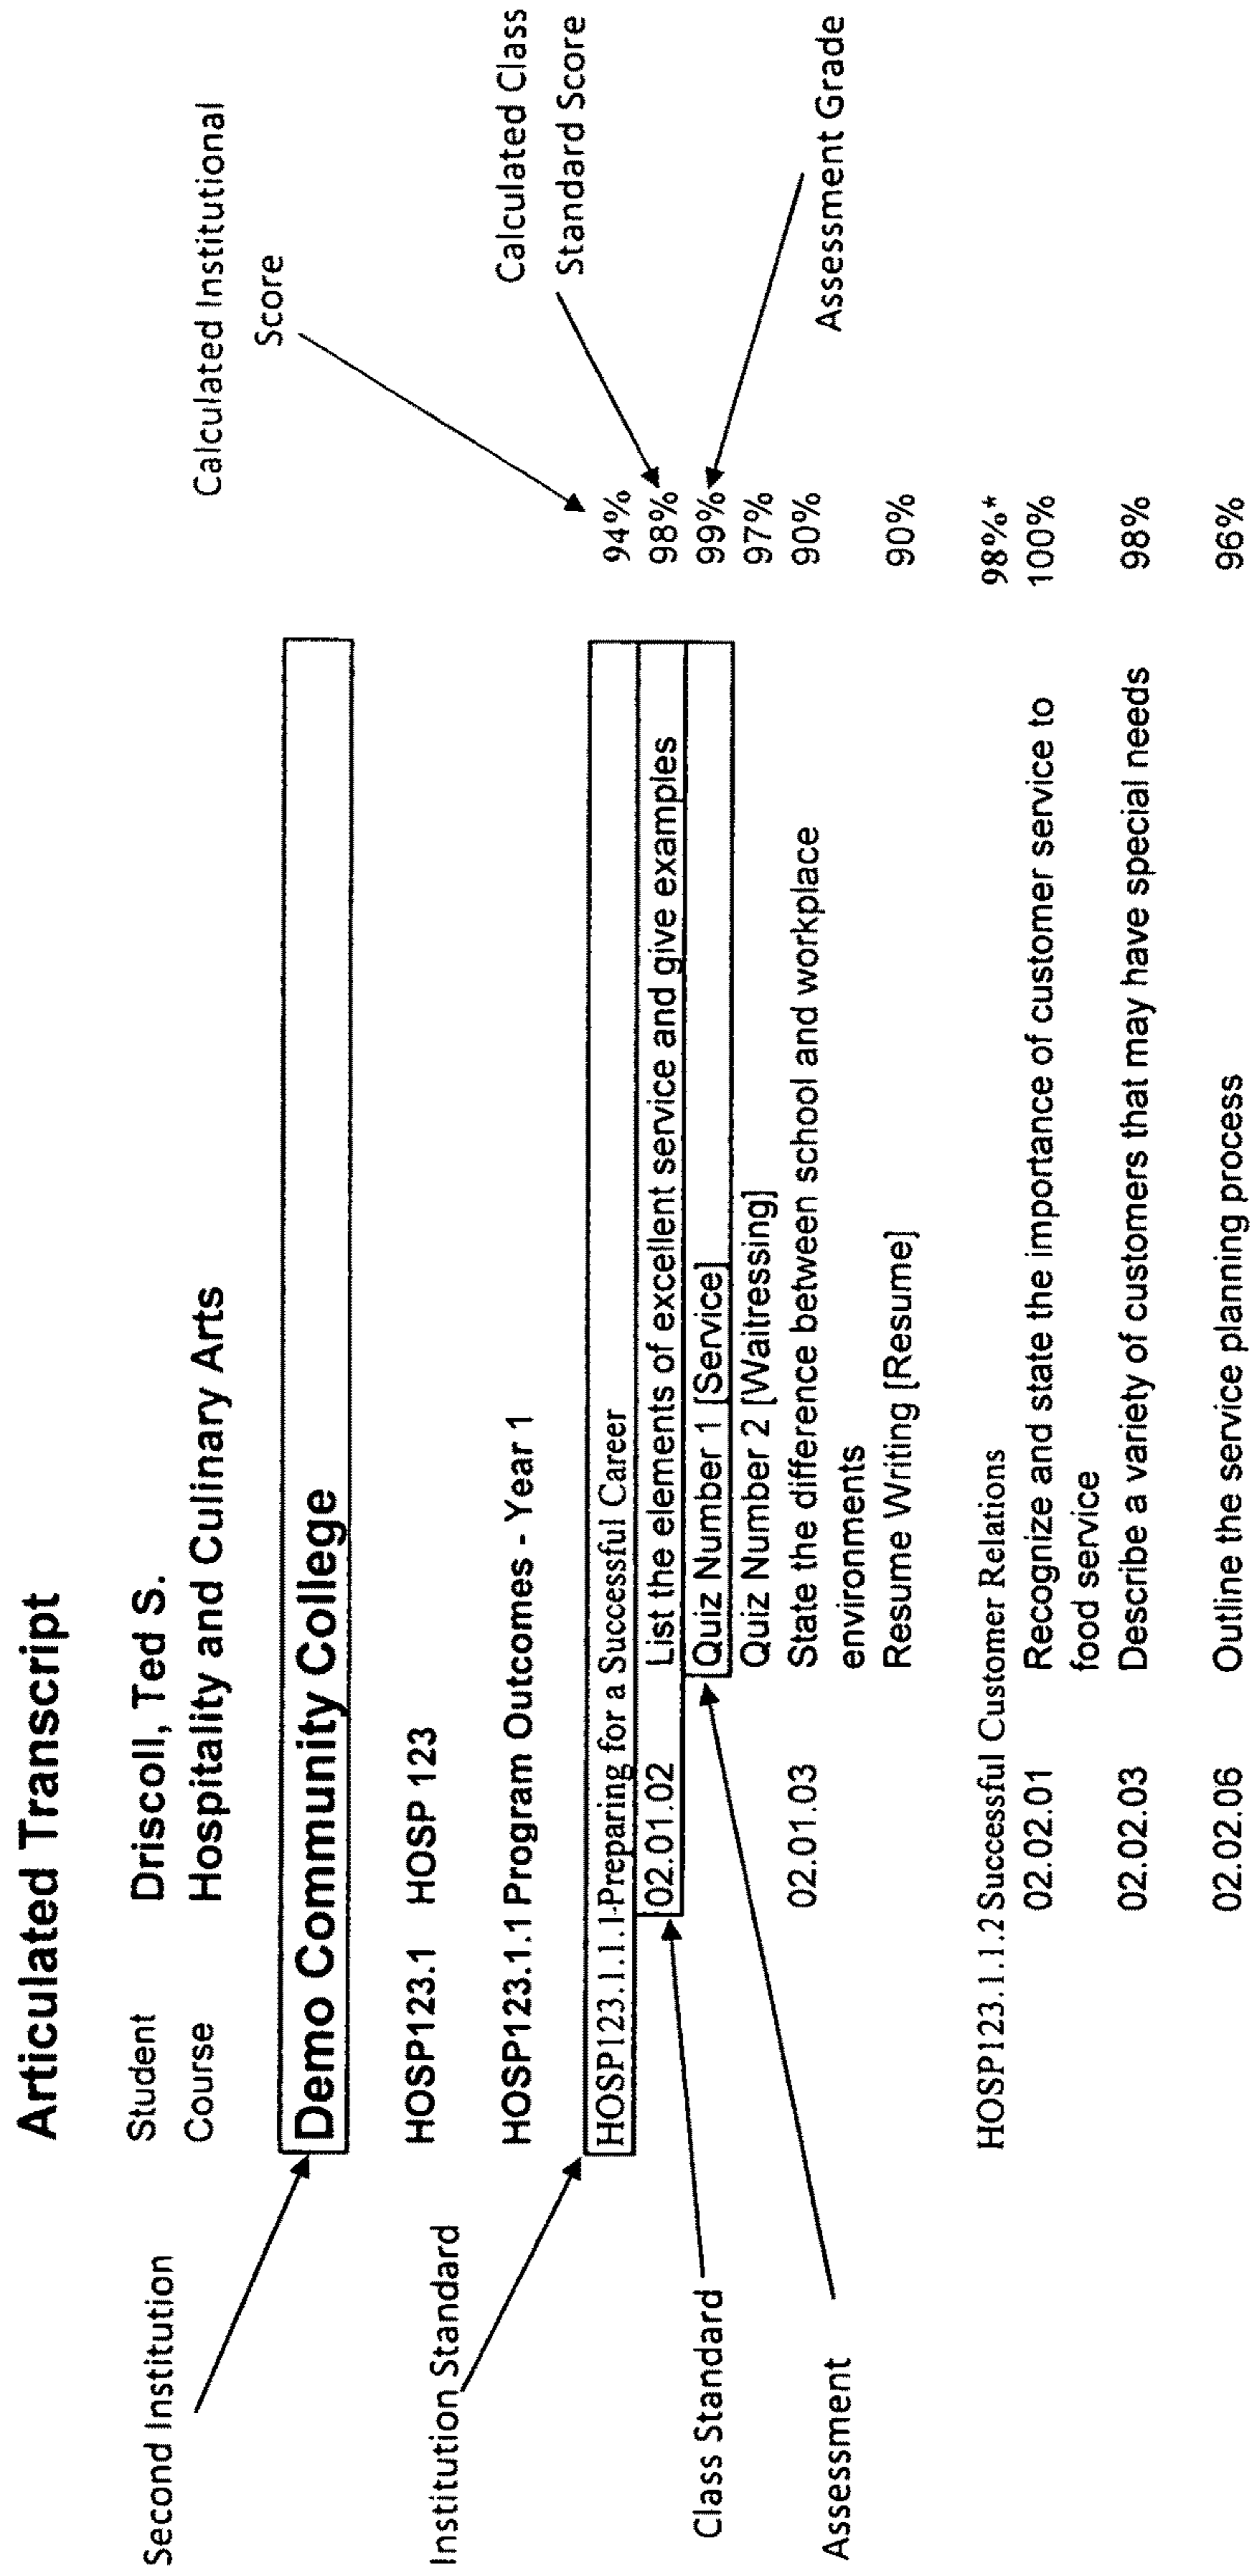 Articulated Transcript
Student Driscoll, Ted S.
Course Hospitality and Culinary Arts
Calculated Institutional
Score
Second Institution
Demo Community College
HOSP123.1 HOSP 123
Institution Standard
HOSP123.1.1 Program Outcomes - Year 1
Calculated Class
Standard Score
HOSP123.1.1.1-Preparing for a Successful Career 94%
02.01.02 List the elements of excellent service and give examples 98%
Quiz Number 1 [Service] 99%
Quiz Number 2 [Waitressing] 97%
Class Standard
02.01.03 State the difference between school and workplace 90%
environments
Assessment Grade
Assessment
Resume Writing [Resume] 90%
HOSP123.1.1.2 Successful Customer Relations 98%*
02.02.01 Recognize and state the importance of customer service to 100%
food service
02.02.03 Describe a variety of customers that may have special needs 98%
02.02.06 Outline the service planning process 96%